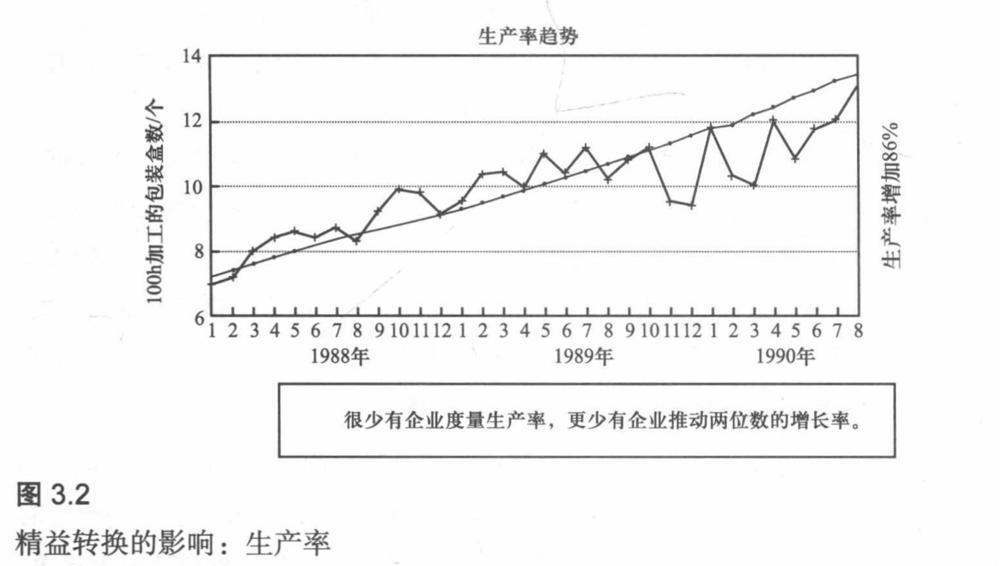 生产率趋势
14
12
10
8
6
100h加工的包装盒数/个
生产率增加86%
1 2 3 4 5 6 7 8 9 10 11 12 1 2 3 4 5 6 7 8 9 10 11 12 1 2 3 4 5 6 7 8
1988年 1989年 1990年
很少有企业度量生产率，更少有企业推动两位数的增长率。
图 3.2
精益转换的影响：生产率